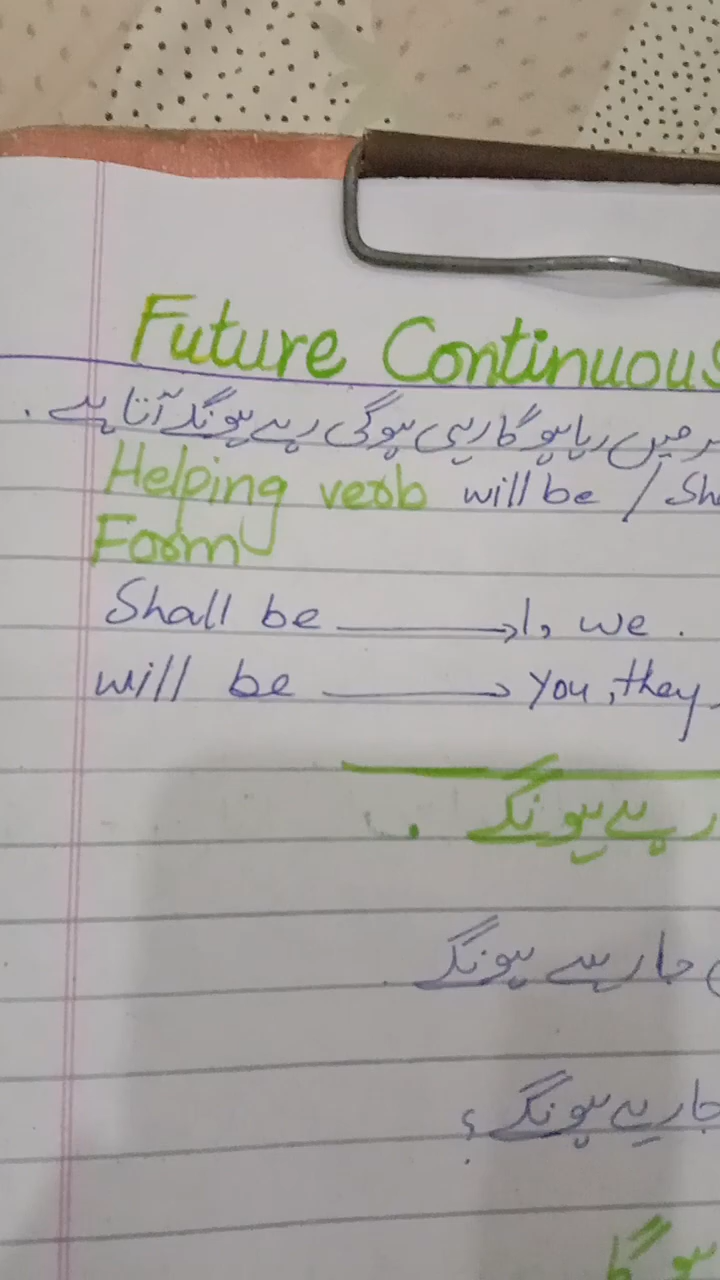 Future Continuous
میں رہا ہوگا رہی ہوگی رہے ہونگے آتا ہے .
Helping verb will be / Sh
Form
Shall be → I, we .
will be → You, they
رہے ہونگے .
جا رہے ہونگے
جا رہے ہونگے ؟